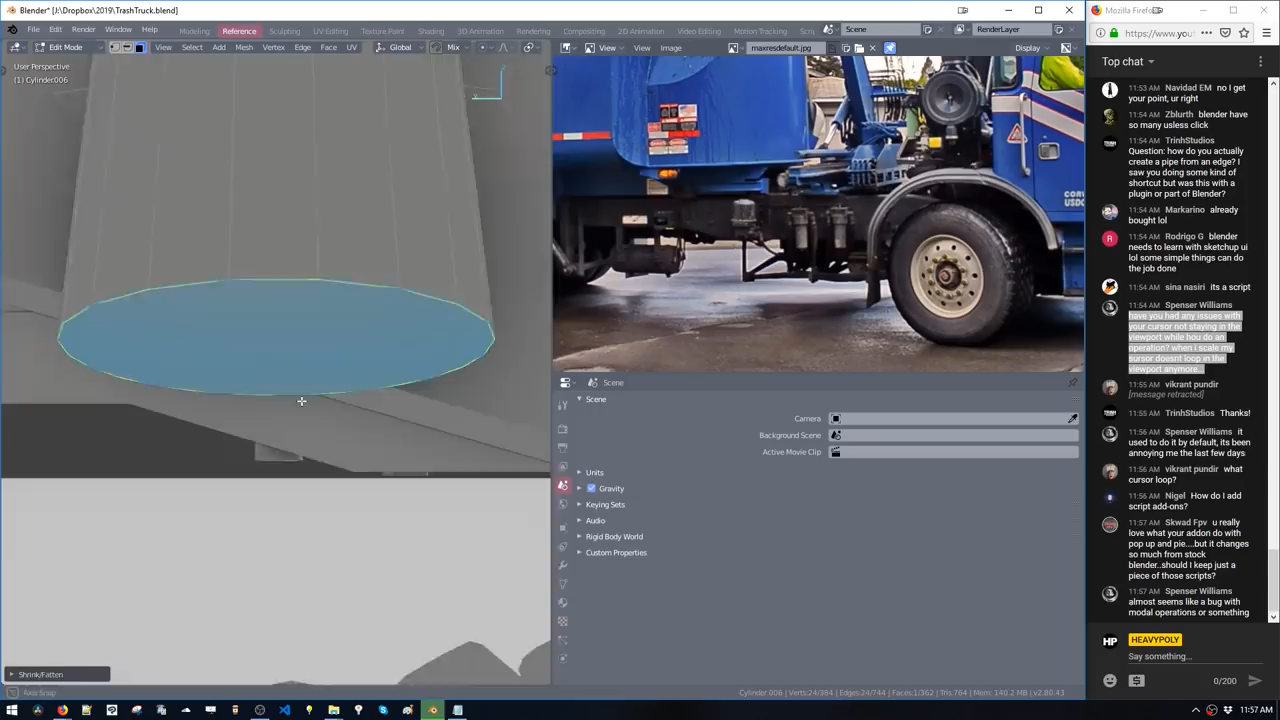 Blender* [J:\Dropbox\2019\TrashTruck.blend]
File Edit Render Window Help Layout Modeling Reference Sculpting UV Editing Texture Paint Shading Rendering Compositing 2D Animation Video Editing Motion Tracking Scripting Scene RenderLayer
Edit Mode View Select Add Mesh Vertex Edge Face UV Global Mix
View View Image maxresdefault.jpg Display
User Perspective
(1) Cylinder.006
Scene
Scene
Camera
Background Scene
Active Movie Clip
Units
Gravity
Keying Sets
Audio
Rigid Body World
Custom Properties
Shrink/Fatten
Axis Snap
Cylinder.006 | Verts:24/384 | Edges:24/744 | Faces:1/362 | Tris:764 | Mem: 140.2 MB | v2.80.43
Mozilla Firefox
https://www.you
Top chat
11:53 AM Navidad EM no I get
your point, ur right
11:54 AM Zblurth blender have
so many usless click
11:54 AM TrinhStudios
Question: how do you actually
create a pipe from an edge? I
saw you doing some kind of
shortcut but was this with a
plugin or part of Blender?
11:54 AM Markarino already
bought lol
11:54 AM Rodrigo G blender
needs to learn with sketchup ui
lol some simple things can do
the job done
11:54 AM sina nasiri its a script
11:54 AM Spenser Williams
have you had any issues with
your cursor not staying in the
viewport while hou do an
operation? when i scale my
sursor doesnt loop in the
viewport anymore...
11:55 AM vikrant pundir
[message retracted]
11:55 AM TrinhStudios Thanks!
11:56 AM Spenser Williams it
used to do it by default, its been
annoying me the last few days
11:56 AM vikrant pundir what
cursor loop?
11:56 AM Nigel How do I add
script add-ons?
11:57 AM Skwad Fpv u really
love what your addon do with
pop up and pie....but it changes
so much from stock
blender..should I keep just a
piece of those scripts?
11:57 AM Spenser Williams
almost seems like a bug with
modal operations or something
HP HEAVYPOLY
Say something...
0/200
11:57 AM